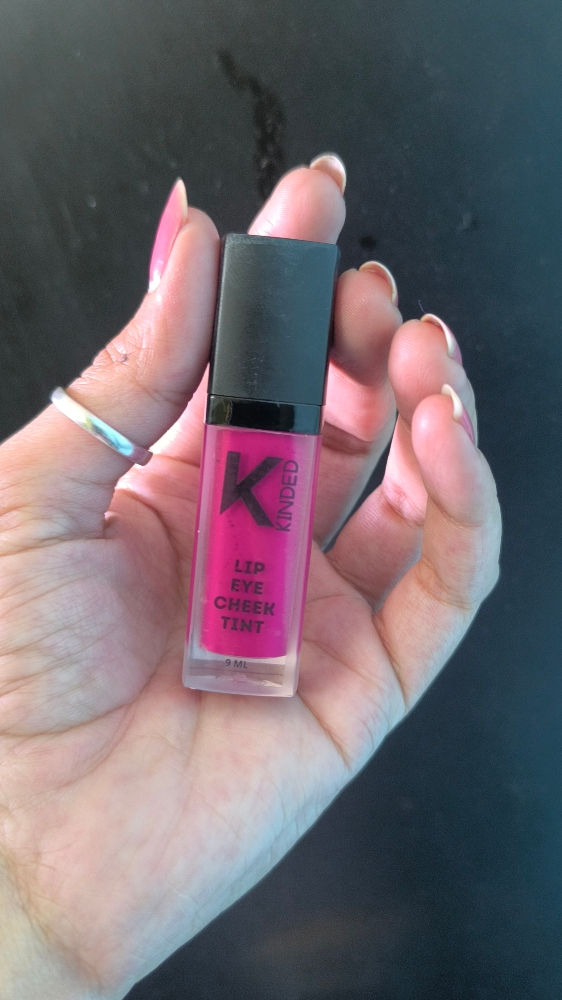 K
KINDED
LIP
EYE
CHEEK
TINT
9 ML